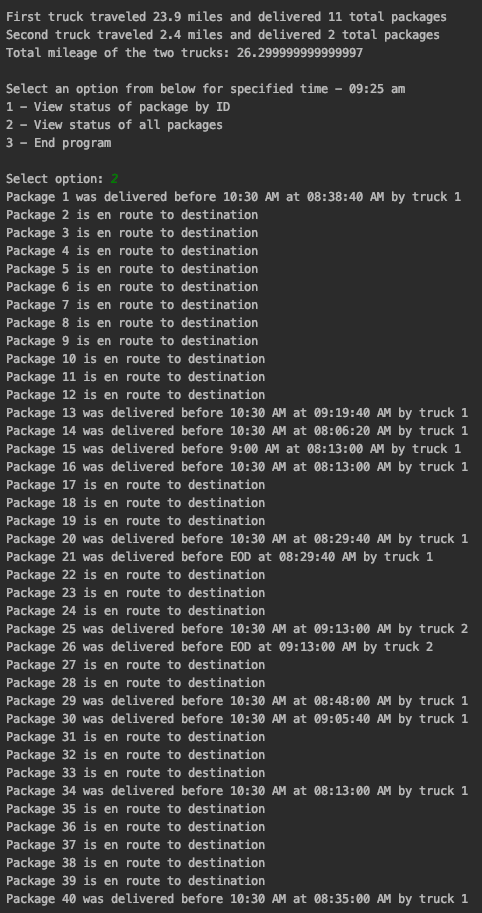 First truck traveled 23.9 miles and delivered 11 total packages
Second truck traveled 2.4 miles and delivered 2 total packages
Total mileage of the two trucks: 26.299999999999997
Select an option from below for specified time - 09:25 am
1 - View status of package by ID
2 - View status of all packages
3 - End program
Select option: 2
Package 1 was delivered before 10:30 AM at 08:38:40 AM by truck 1
Package 2 is en route to destination
Package 3 is en route to destination
Package 4 is en route to destination
Package 5 is en route to destination
Package 6 is en route to destination
Package 7 is en route to destination
Package 8 is en route to destination
Package 9 is en route to destination
Package 10 is en route to destination
Package 11 is en route to destination
Package 12 is en route to destination
Package 13 was delivered before 10:30 AM at 09:19:40 AM by truck 1
Package 14 was delivered before 10:30 AM at 08:06:20 AM by truck 1
Package 15 was delivered before 9:00 AM at 08:13:00 AM by truck 1
Package 16 was delivered before 10:30 AM at 08:13:00 AM by truck 1
Package 17 is en route to destination
Package 18 is en route to destination
Package 19 is en route to destination
Package 20 was delivered before 10:30 AM at 08:29:40 AM by truck 1
Package 21 was delivered before EOD at 08:29:40 AM by truck 1
Package 22 is en route to destination
Package 23 is en route to destination
Package 24 is en route to destination
Package 25 was delivered before 10:30 AM at 09:13:00 AM by truck 2
Package 26 was delivered before EOD at 09:13:00 AM by truck 2
Package 27 is en route to destination
Package 28 is en route to destination
Package 29 was delivered before 10:30 AM at 08:48:00 AM by truck 1
Package 30 was delivered before 10:30 AM at 09:05:40 AM by truck 1
Package 31 is en route to destination
Package 32 is en route to destination
Package 33 is en route to destination
Package 34 was delivered before 10:30 AM at 08:13:00 AM by truck 1
Package 35 is en route to destination
Package 36 is en route to destination
Package 37 is en route to destination
Package 38 is en route to destination
Package 39 is en route to destination
Package 40 was delivered before 10:30 AM at 08:35:00 AM by truck 1